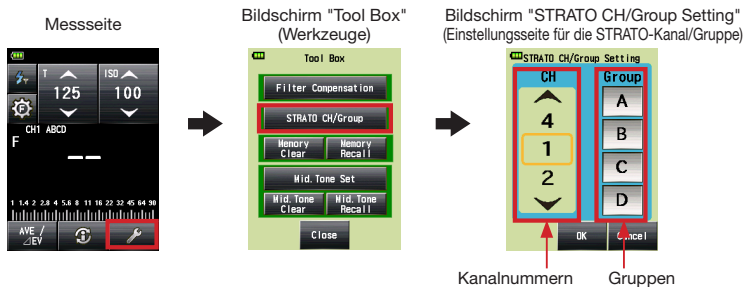 Messseite
T
125
ISO
100
CH1 ABCD
F
1 1.4 2 2.8 4 5.6 8 11 16 22 32 45 64 90
AVE /
⊿EV
Bildschirm "Tool Box"
(Werkzeuge)
Tool Box
Filter Compensation
STRATO CH/Group
Memory Clear
Memory Recall
Mid. Tone Set
Mid. Tone Clear
Mid. Tone Recall
Close
Bildschirm "STRATO CH/Group Setting"
(Einstellungsseite für die STRATO-Kanal/Gruppe)
STRATO CH/Group Setting
CH
Group
4
1
2
A
B
C
D
OK
Cancel
Kanalnummern
Gruppen